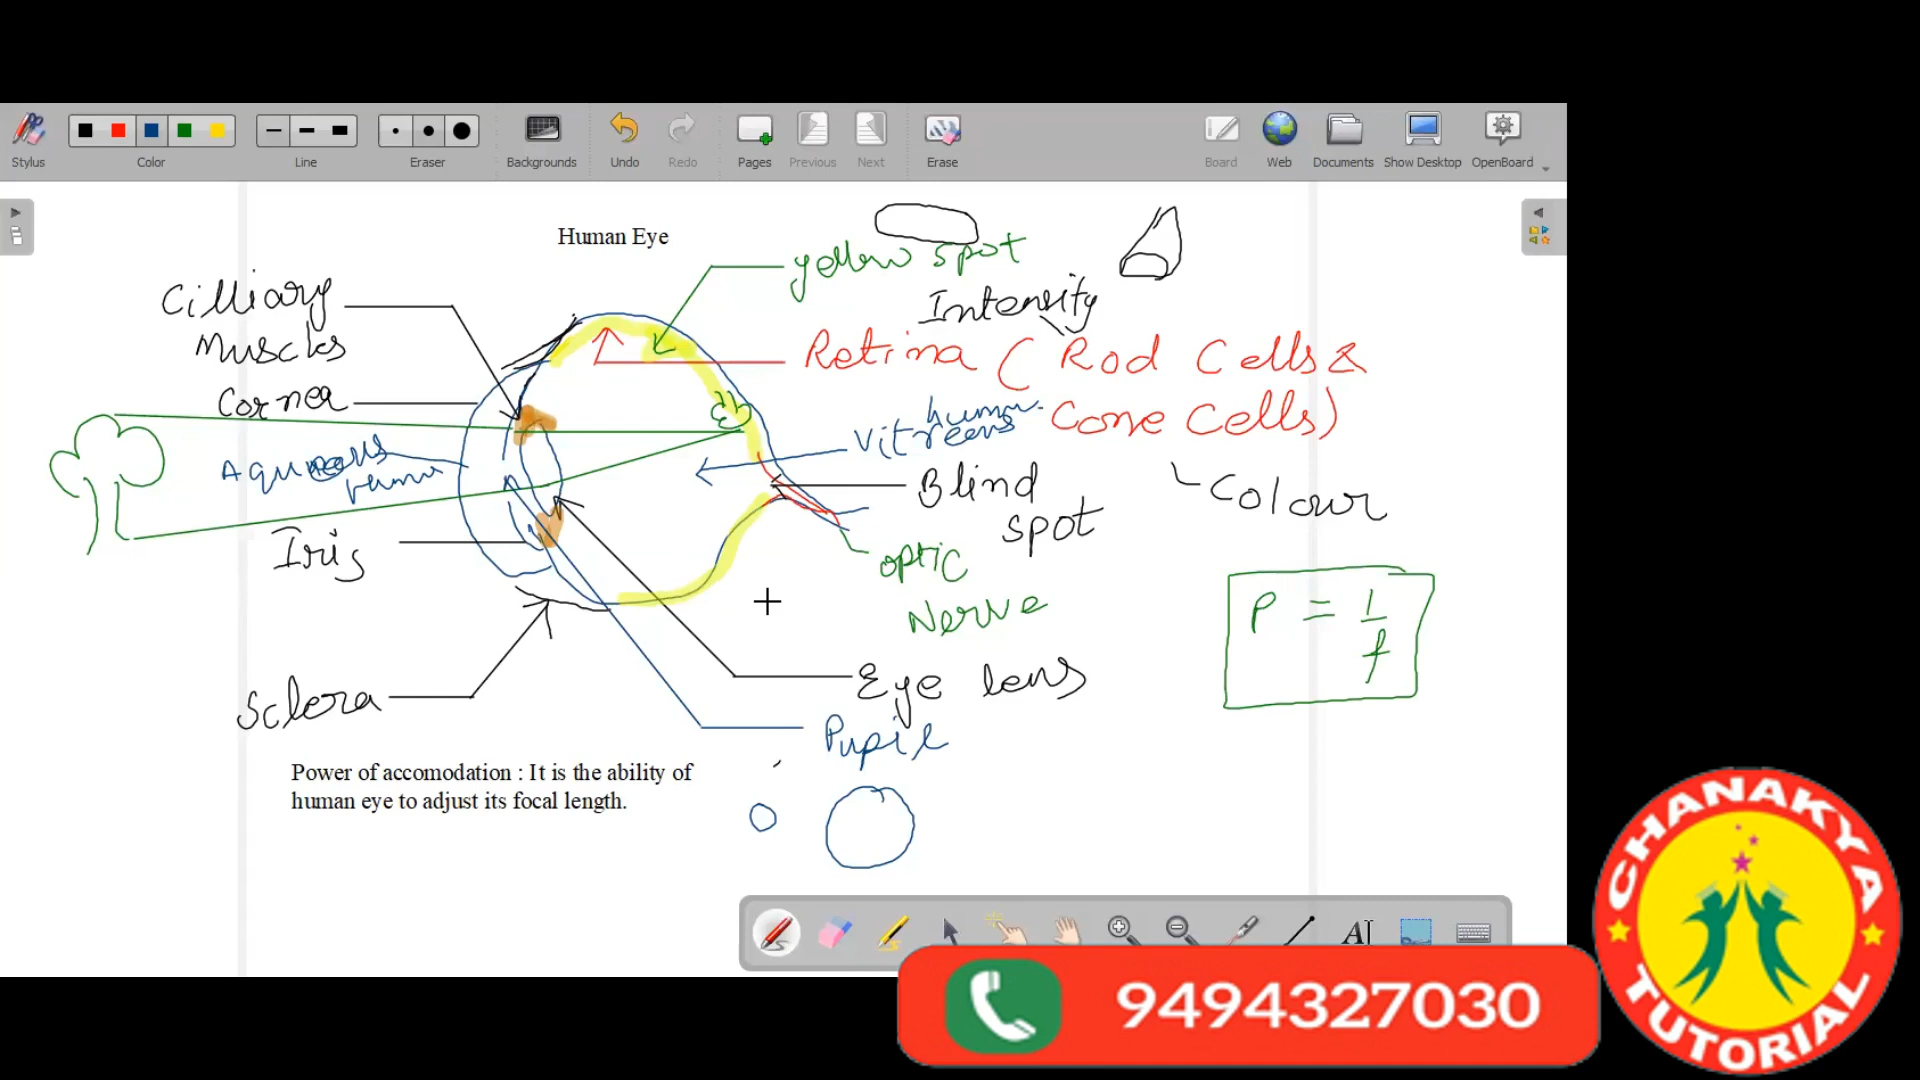 Stylus
Color
Line
Eraser
Backgrounds
Undo
Redo
Pages
Previous
Next
Erase
Board
Web
Documents
Show Desktop
OpenBoard
Human Eye
yellow spot
Intensity
Cilliary
Muscles
Retina ( Rod Cells &
Cone Cells)
Cornea
Vitreous
humu
Aqueous
humu
Blind
spot
Colour
Iris
optic
Nerve
P = 1/f
Eye lens
Sclera
Pupil
Power of accomodation : It is the ability of
human eye to adjust its focal length.
9494327030
CHANAKYA
TUTORIAL